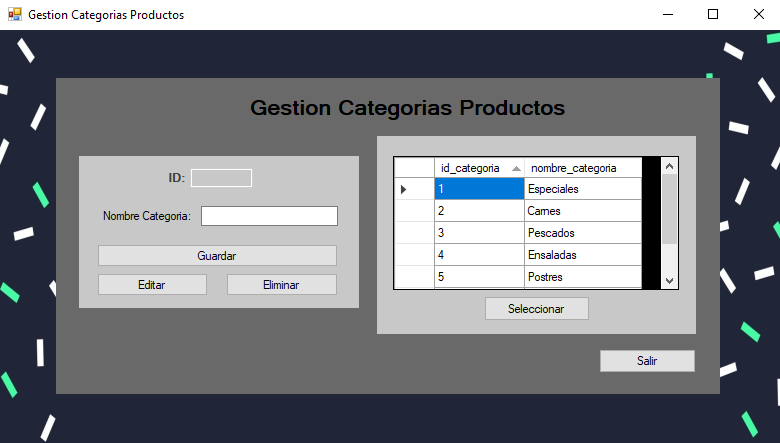 Gestion Categorias Productos
Gestion Categorias Productos
ID:
Nombre Categoria:
Guardar
Editar Eliminar
id_categoria nombre_categoria
1 Especiales
2 Carnes
3 Pescados
4 Ensaladas
5 Postres
Seleccionar
Salir